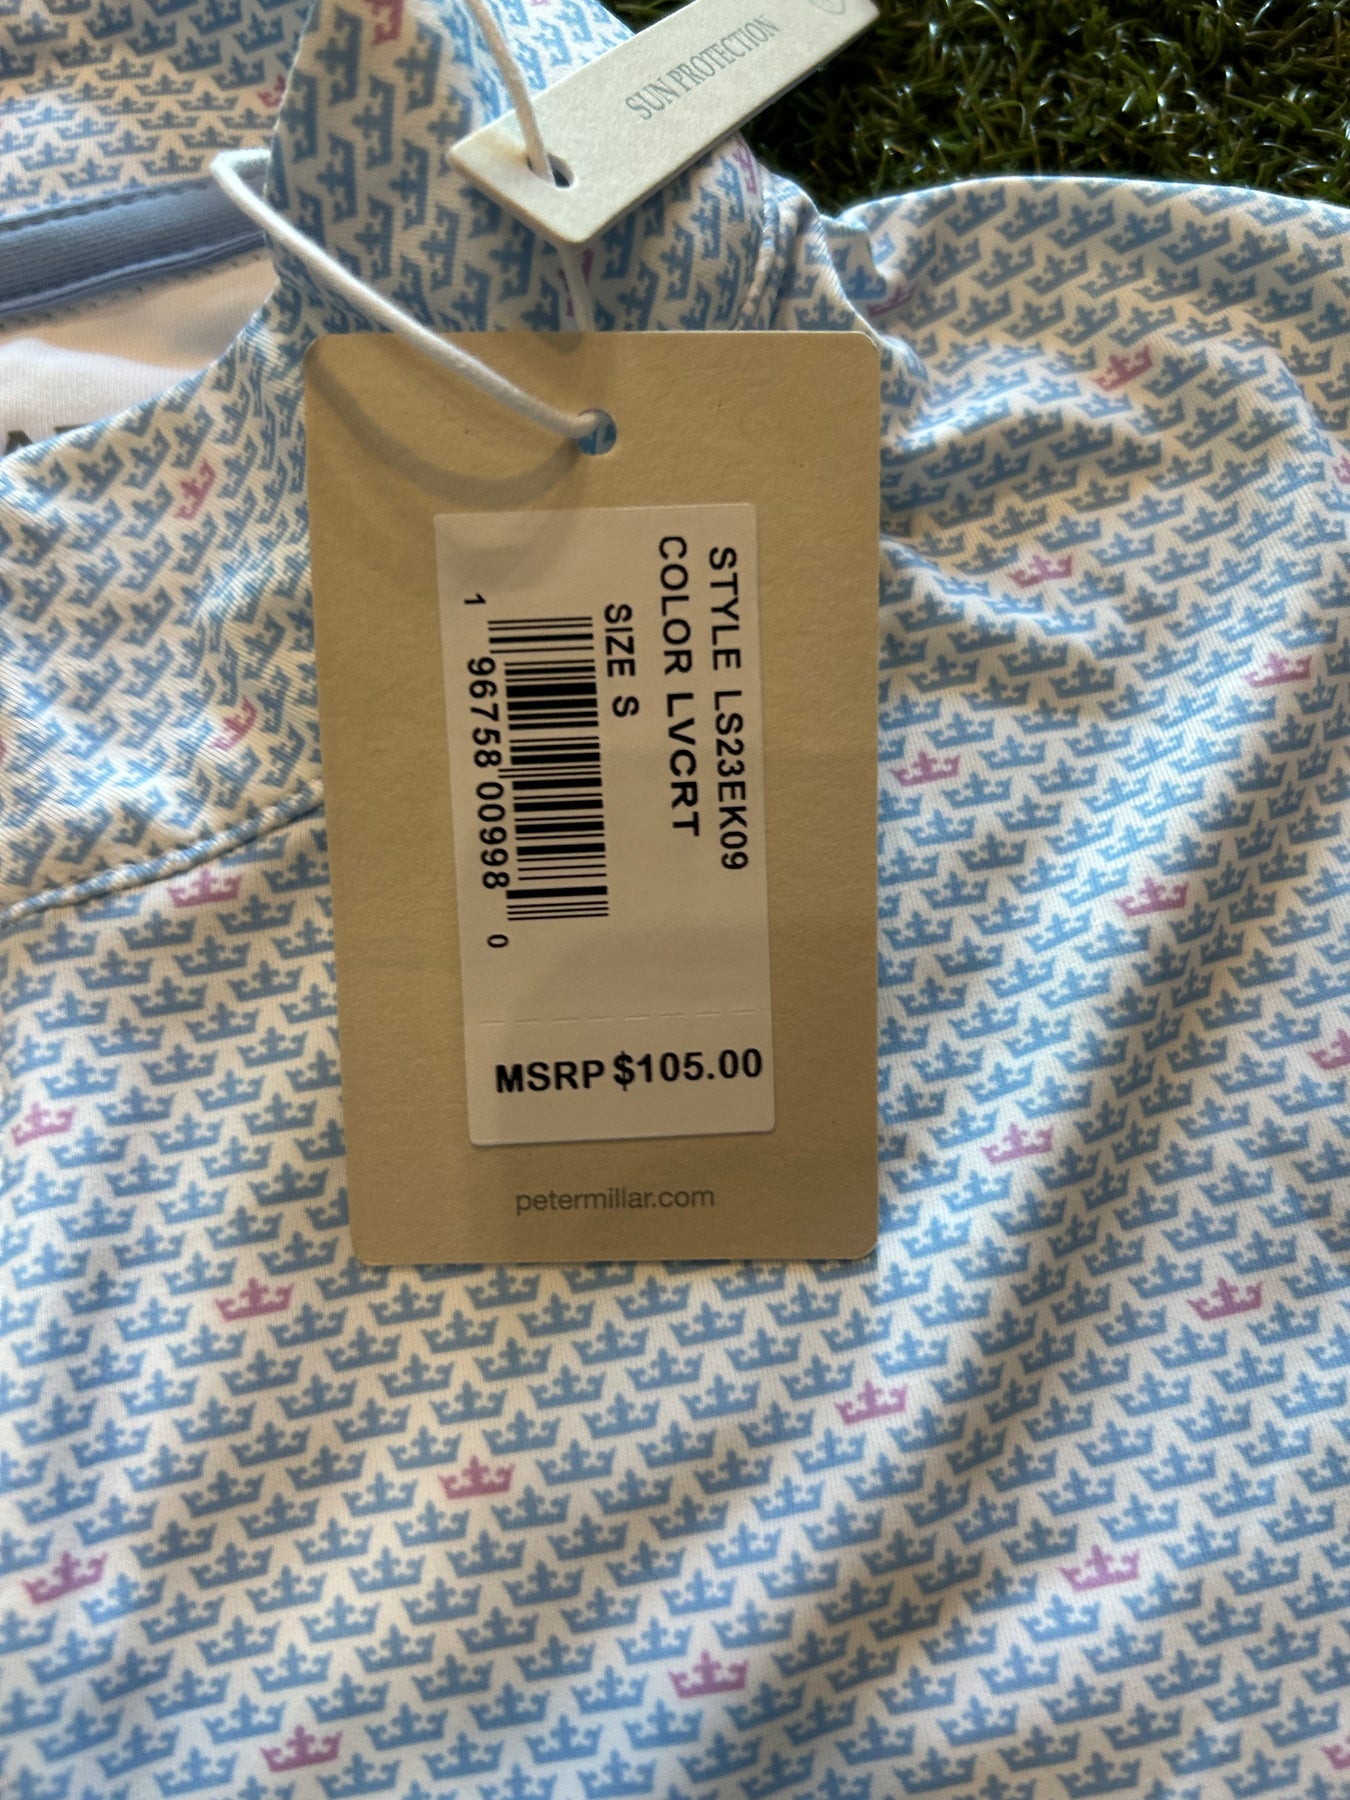 SUN PROTECTION
STYLE LS23EK09
COLOR LVCRT
SIZE S
1 96758 00998 0
MSRP $105.00
petermillar.com